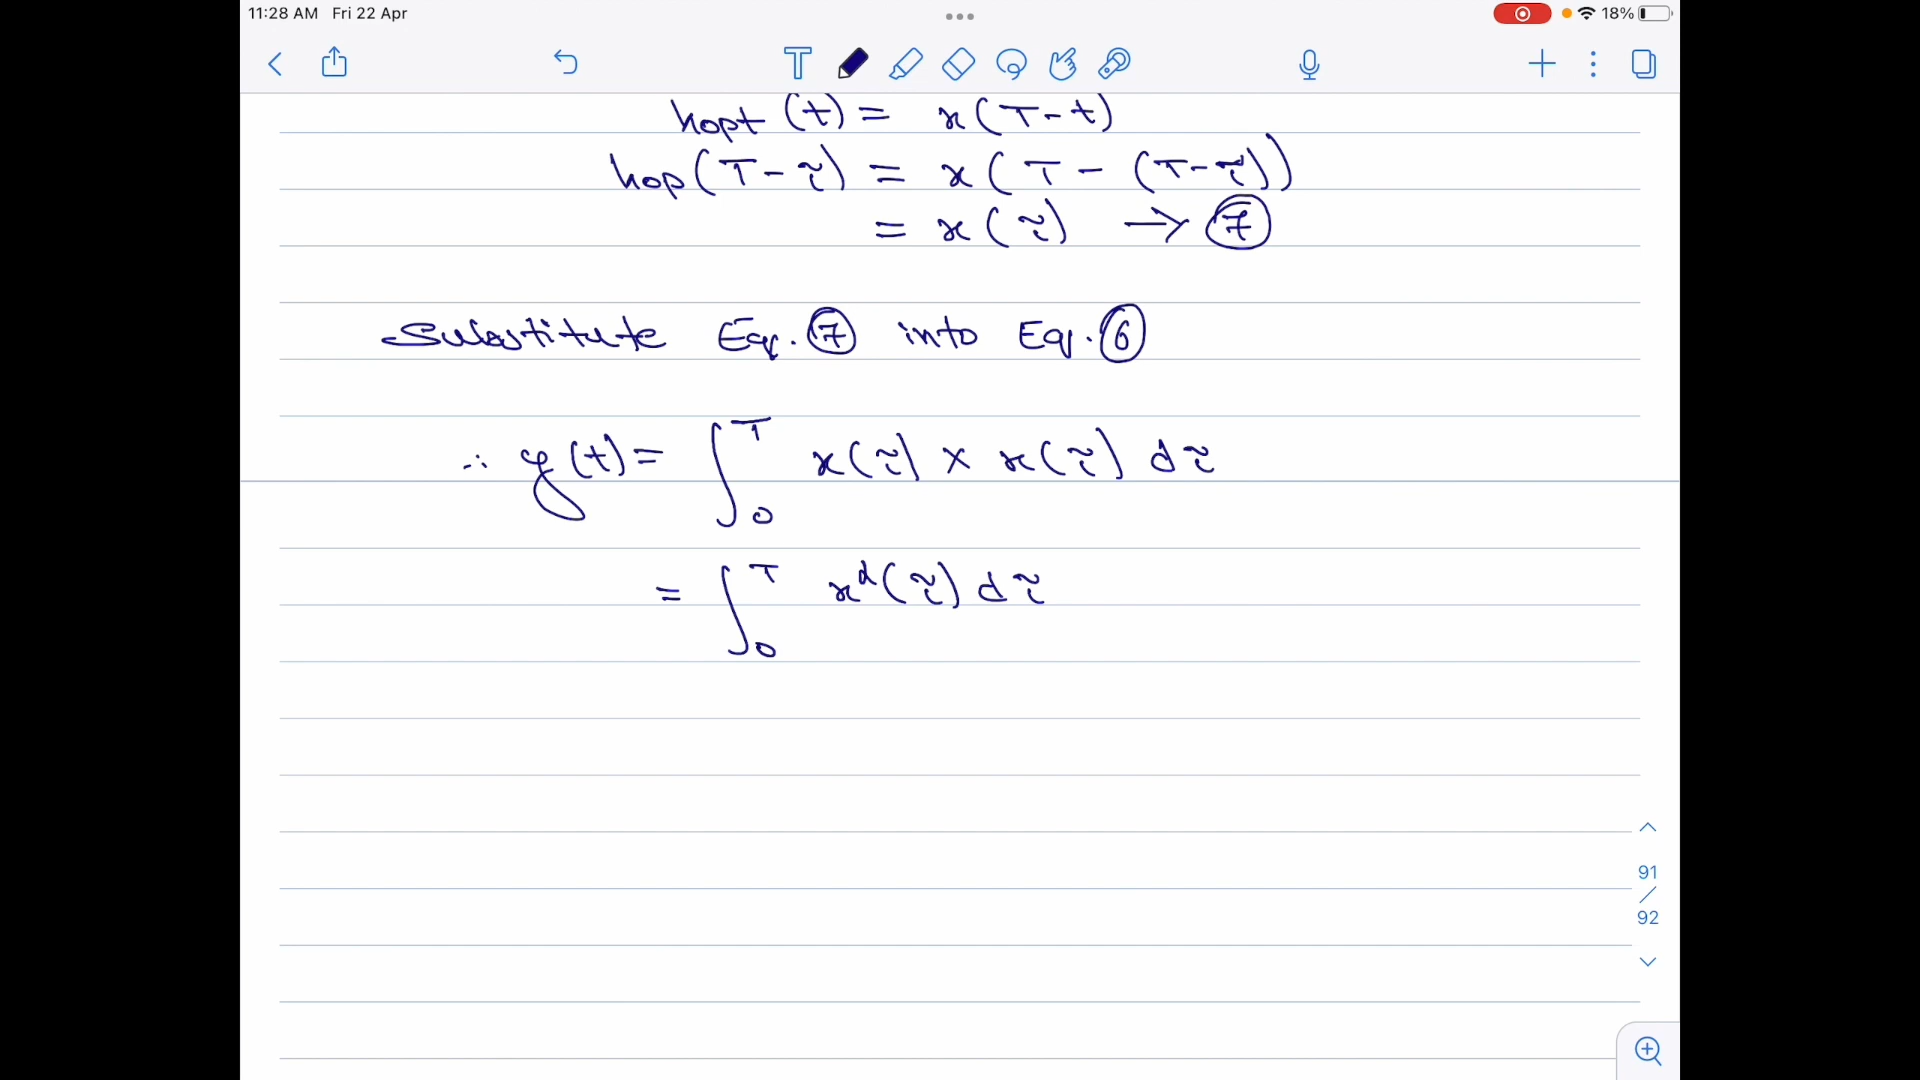 11:28 AM Fri 22 Apr 18%
hopt (t) = x(T-t)
hop(T-τ) = x(T-(T-τ))
= x(τ) → ⑦
Substitute Eq. ⑦ into Eq. ⑥
∴ y(t) = ∫₀ᵀ x(τ) × x(τ) dτ
= ∫₀ᵀ x²(τ) dτ
91
/
92